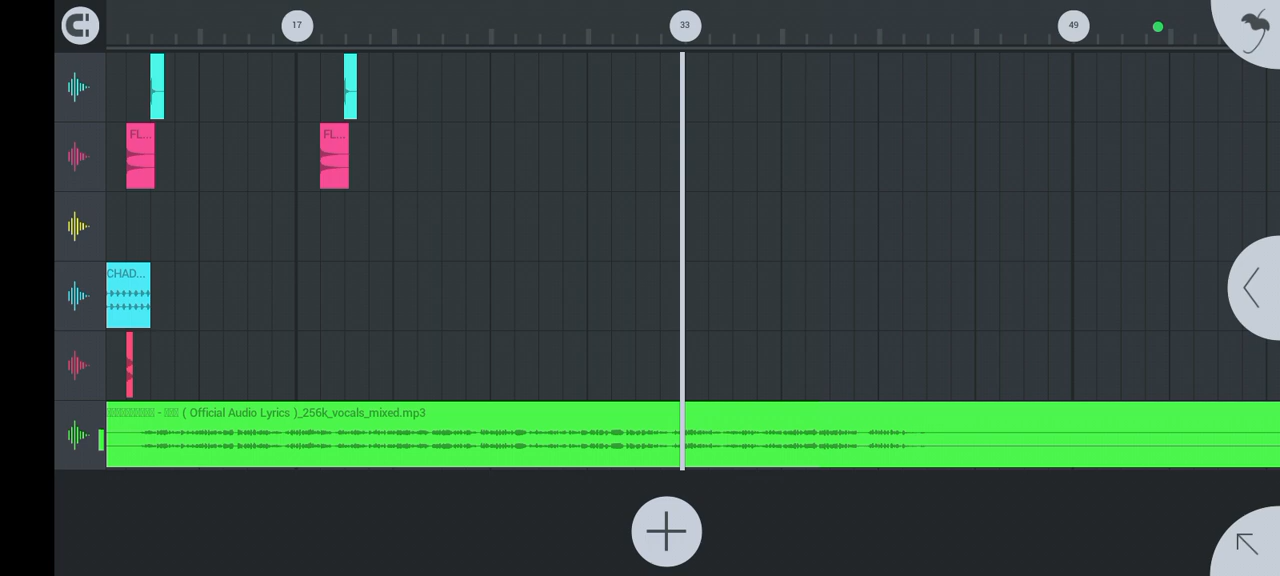 17
33
49
FL...
FL...
CHAD...
- ( Official Audio Lyrics )_256k_vocals_mixed.mp3